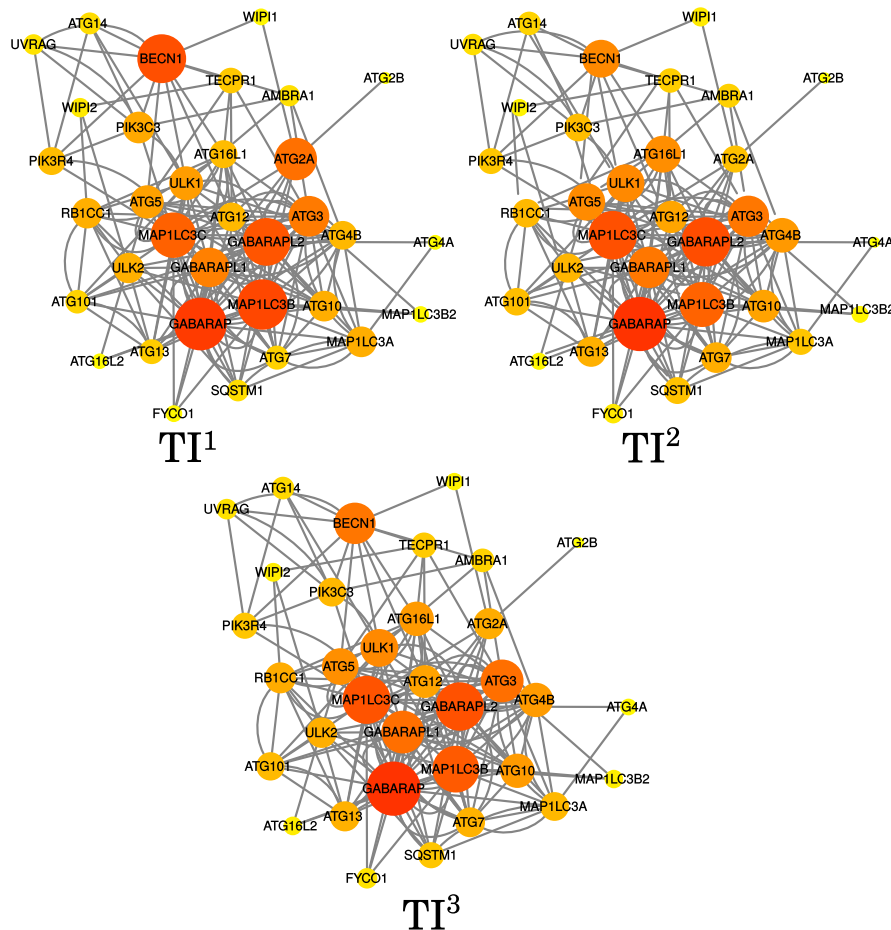 WIPI1
ATG14
UVRAG
BECN1
ATG2B
TECPR1
AMBRA1
WIPI2
PIK3C3
PIK3R4
ATG16L1
ATG2A
ULK1
ATG5
RB1CC1
ATG12
ATG3
MAP1LC3C
GABARAPL2
ATG4B
ATG4A
ULK2
GABARAPL1
ATG101
MAP1LC3B
ATG10
MAP1LC3B2
GABARAP
MAP1LC3A
ATG13
ATG7
ATG16L2
SQSTM1
FYCO1
TI¹
WIPI1
ATG14
UVRAG
BECN1
ATG2B
TECPR1
AMBRA1
WIPI2
PIK3C3
PIK3R4
ATG16L1
ATG2A
ULK1
ATG5
RB1CC1
ATG12
ATG3
MAP1LC3C
GABARAPL2
ATG4B
ATG4A
ULK2
GABARAPL1
ATG101
MAP1LC3B
ATG10
MAP1LC3B2
GABARAP
MAP1LC3A
ATG13
ATG7
ATG16L2
SQSTM1
FYCO1
TI²
WIPI1
ATG14
UVRAG
BECN1
ATG2B
TECPR1
AMBRA1
WIPI2
PIK3C3
PIK3R4
ATG16L1
ATG2A
ULK1
ATG5
RB1CC1
ATG12
ATG3
MAP1LC3C
GABARAPL2
ATG4B
ATG4A
ULK2
GABARAPL1
ATG101
MAP1LC3B
ATG10
MAP1LC3B2
GABARAP
MAP1LC3A
ATG13
ATG7
ATG16L2
SQSTM1
FYCO1
TI³